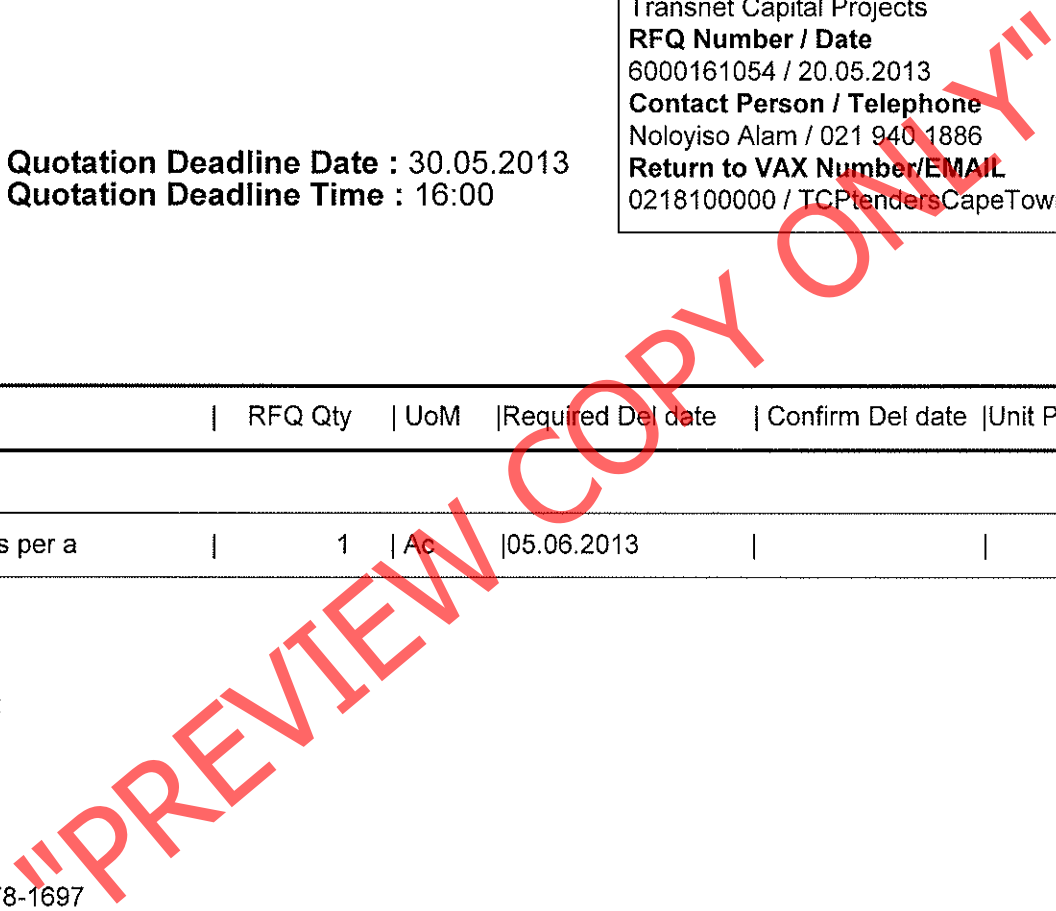 Transnet Capital Projects
RFQ Number / Date
6000161054 / 20.05.2013
Contact Person / Telephone
Noloyiso Alam / 021 940 1886
Return to VAX Number/EMAIL
0218100000 / TCPtendersCapeTow
Quotation Deadline Date : 30.05.2013
Quotation Deadline Time : 16:00
| RFQ Qty | UoM |Required Del date | Confirm Del date |Unit P
s per a | 1 | Ac |05.06.2013 | |
8-1697
"PREVIEW COPY ONLY"